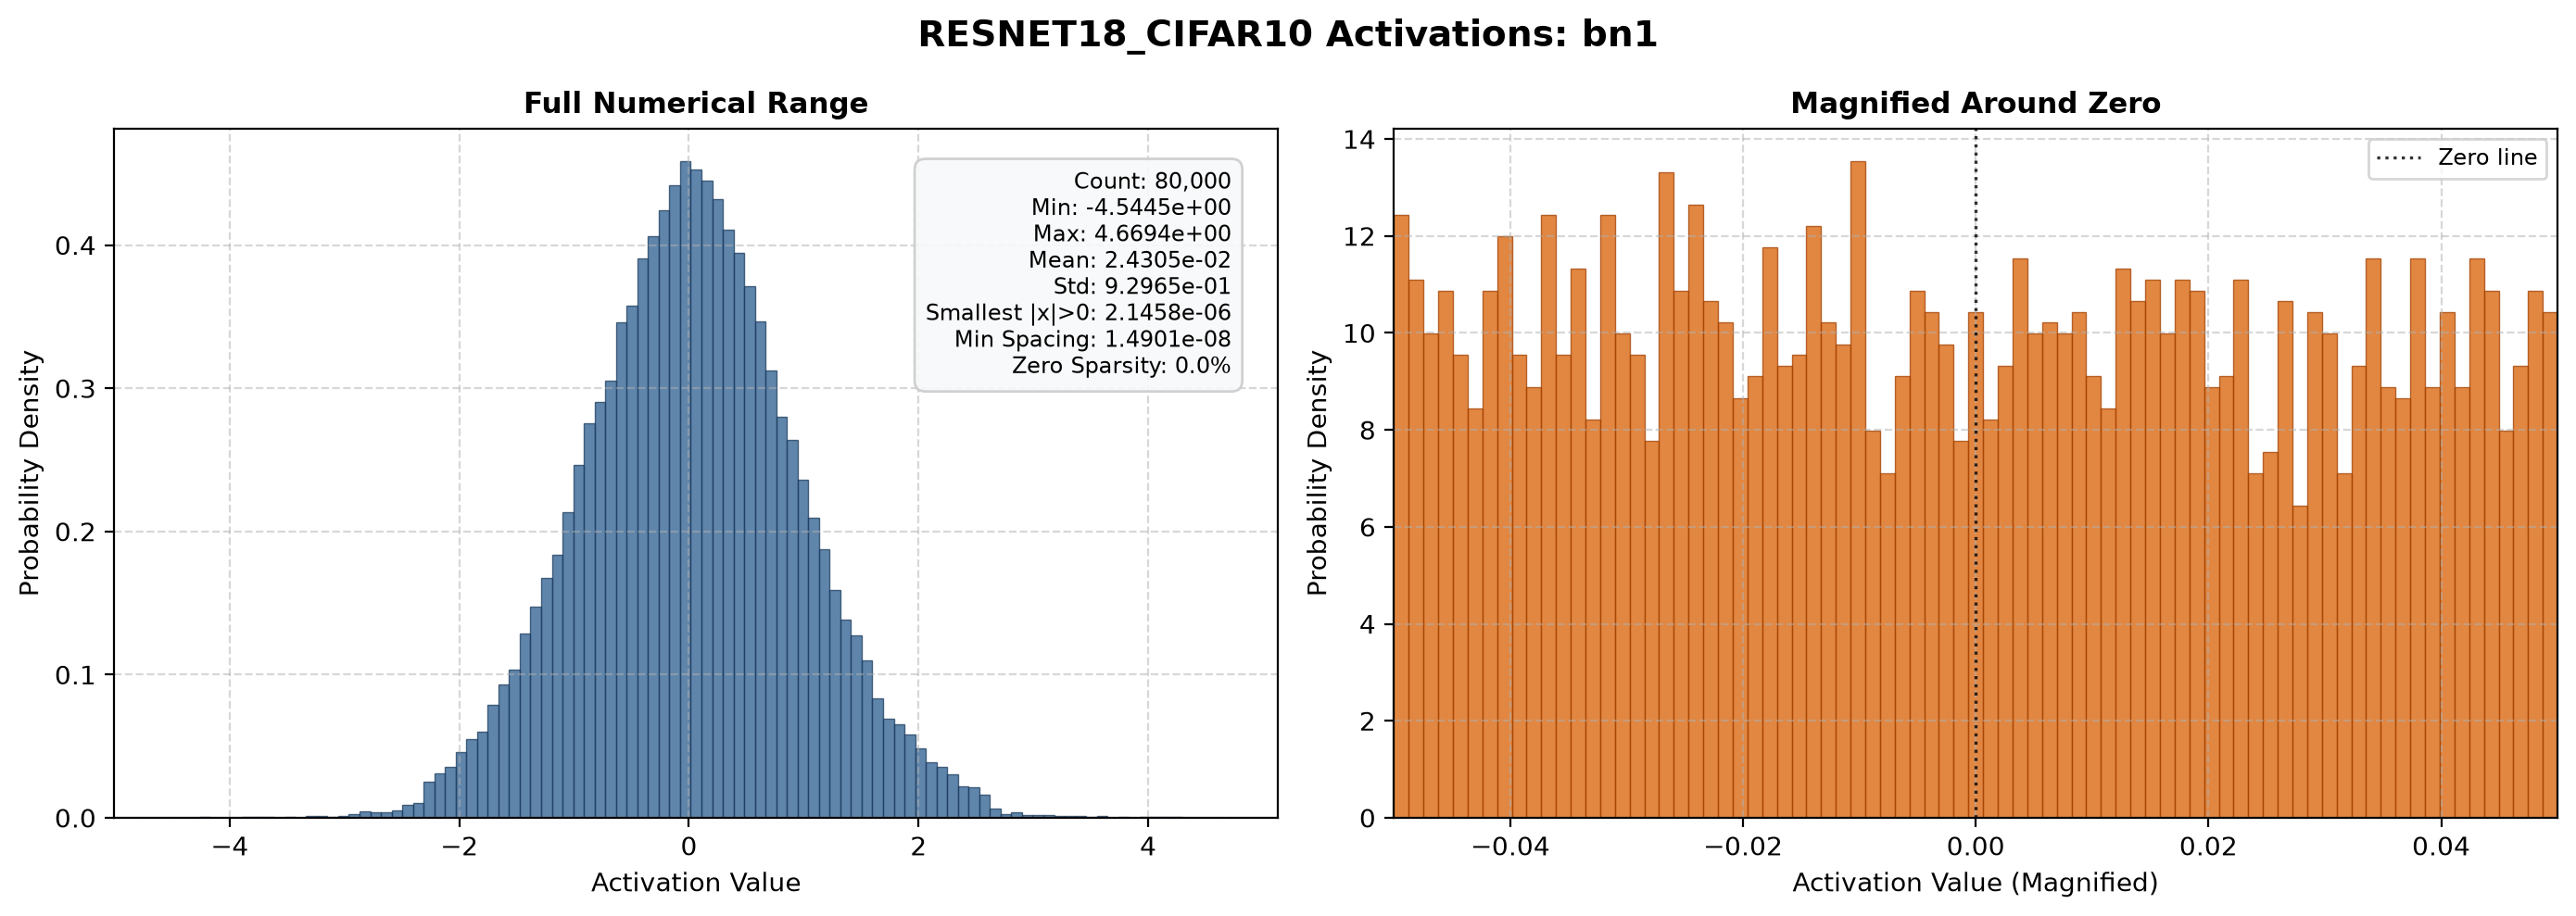 RESNET18_CIFAR10 Activations: bn1
Full Numerical Range
Probability Density
0.4
0.3
0.2
0.1
0.0
Count: 80,000
Min: -4.5445e+00
Max: 4.6694e+00
Mean: 2.4305e-02
Std: 9.2965e-01
Smallest |x|>0: 2.1458e-06
Min Spacing: 1.4901e-08
Zero Sparsity: 0.0%
−4 −2 0 2 4
Activation Value
Magnified Around Zero
Probability Density
14
12
10
8
6
4
2
0
Zero line
−0.04 −0.02 0.00 0.02 0.04
Activation Value (Magnified)